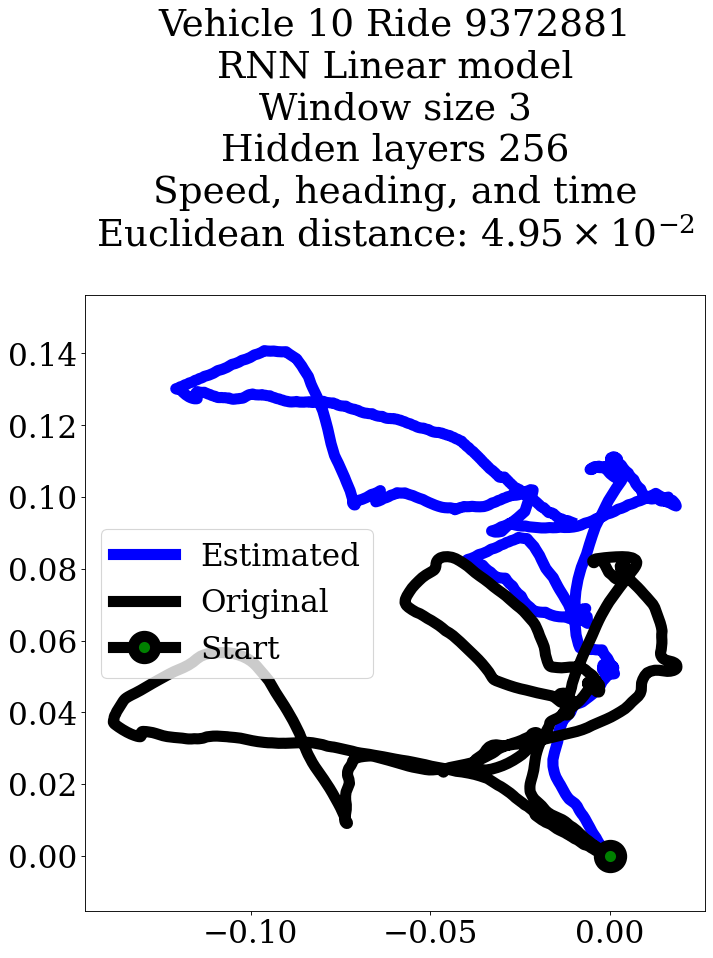 Vehicle 10 Ride 9372881
RNN Linear model
Window size 3
Hidden layers 256
Speed, heading, and time
Euclidean distance: 4.95 × 10⁻²
0.14
0.12
0.10
0.08
0.06
0.04
0.02
0.00
Estimated
Original
Start
−0.10 −0.05 0.00